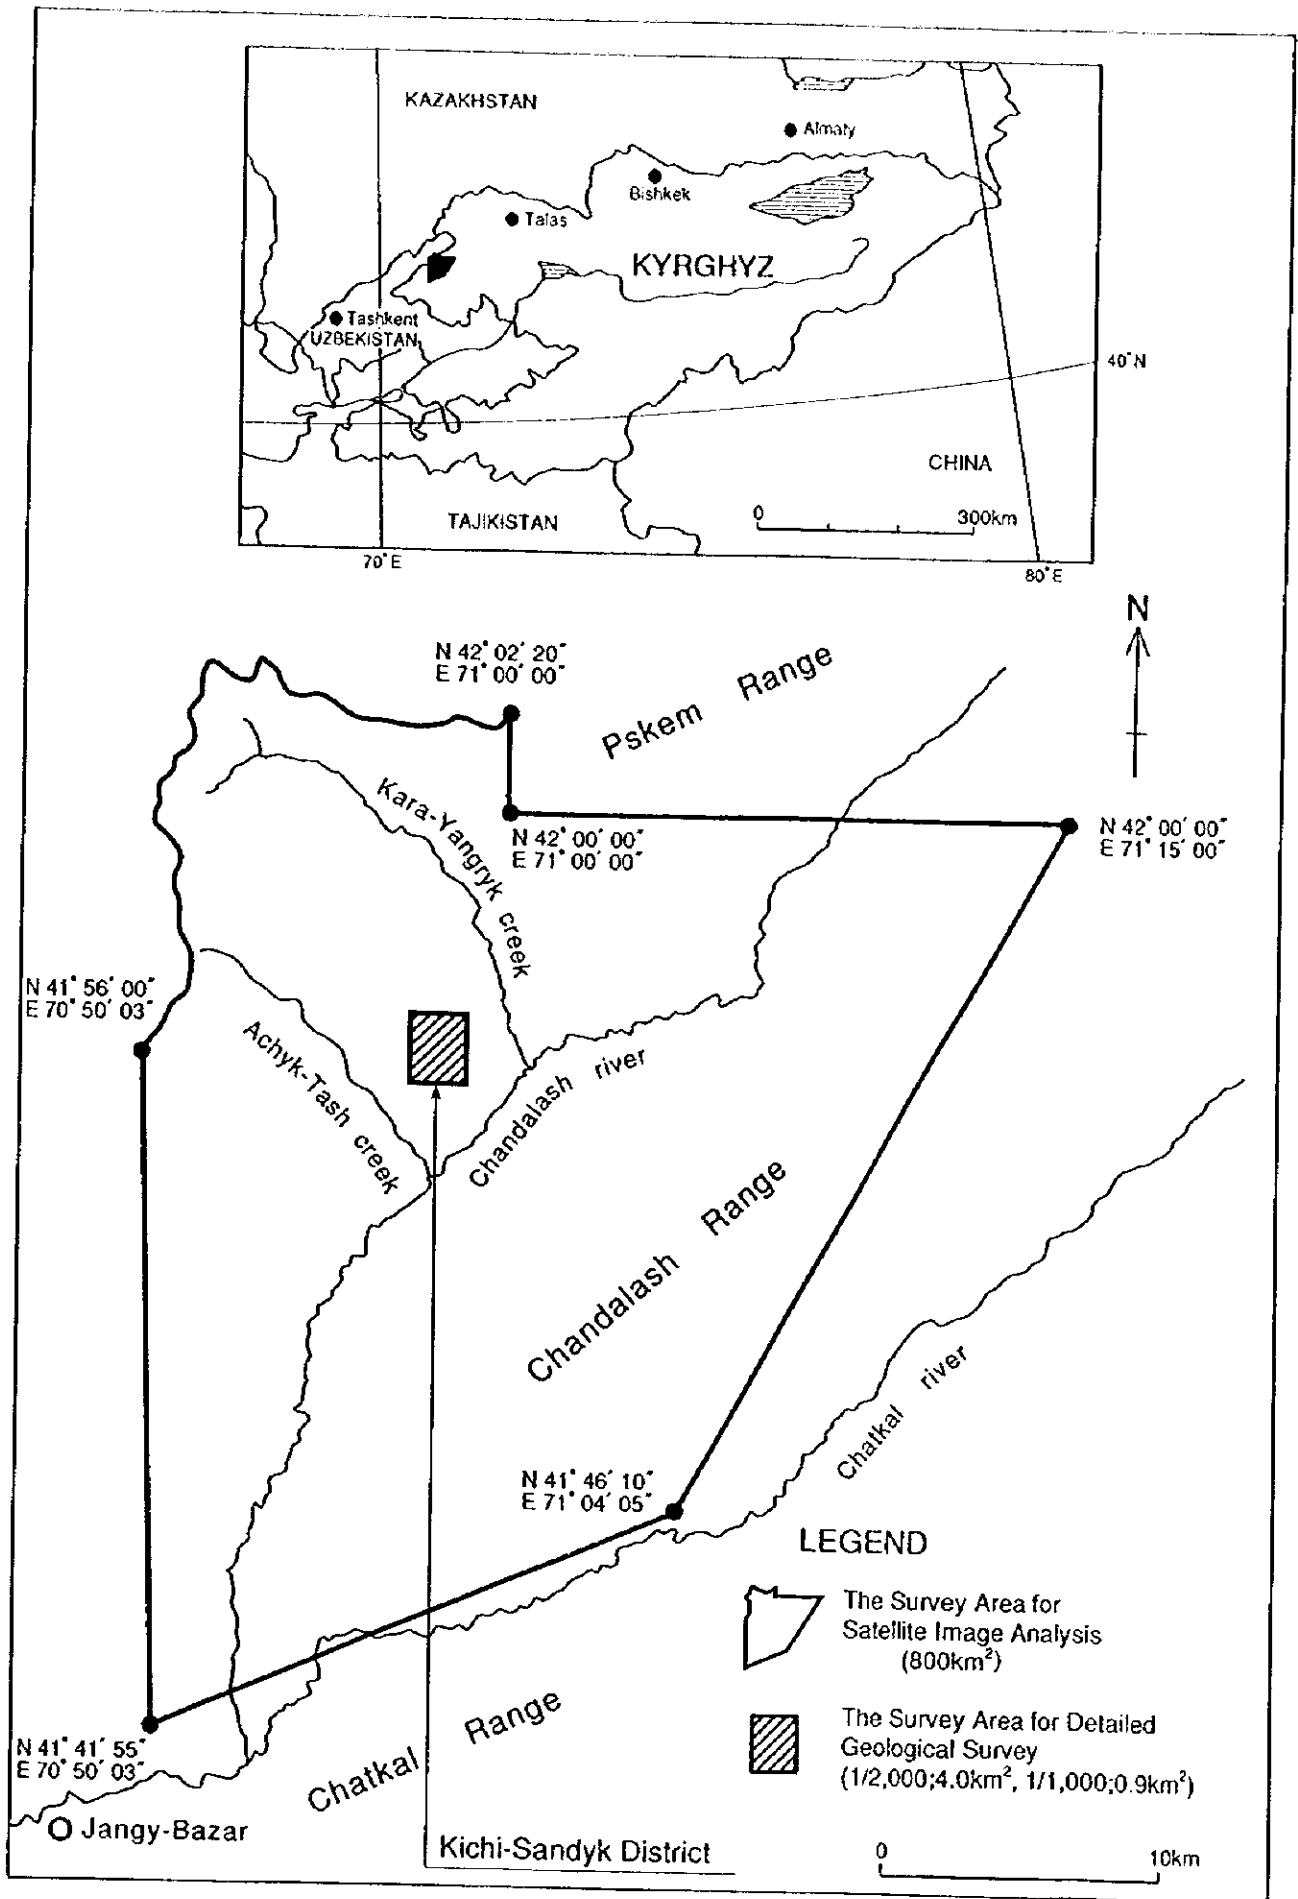 KAZAKHSTAN
Almaty
Bishkek
Talas
KYRGHYZ
Tashkent
UZBEKISTAN
40°N
CHINA
TAJIKISTAN
0 300km
70°E
80°E
N
N 42° 02′ 20″
E 71° 00′ 00″
Pskem Range
Kara-Yangryk creek
N 42° 00′ 00″
E 71° 00′ 00″
N 42° 00′ 00″
E 71° 15′ 00″
N 41° 56′ 00″
E 70° 50′ 03″
Achyk-Tash creek
Chandalash river
Chandalash Range
Chatkal river
N 41° 46′ 10″
E 71° 04′ 05″
LEGEND
The Survey Area for
Satellite Image Analysis
(800km²)
The Survey Area for Detailed
Geological Survey
(1/2,000;4.0km², 1/1,000;0.9km²)
N 41° 41′ 55″
E 70° 50′ 03″
Chatkal Range
Jangy-Bazar
Kichi-Sandyk District
0 10km